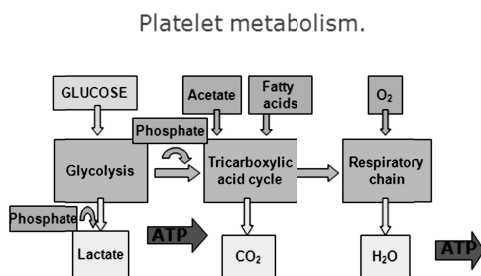 Platelet metabolism.
GLUCOSE
Acetate
Fatty
acids
O₂
Phosphate
Glycolysis
Tricarboxylic
acid cycle
Respiratory
chain
Phosphate
Lactate
ATP
CO₂
H₂O
ATP